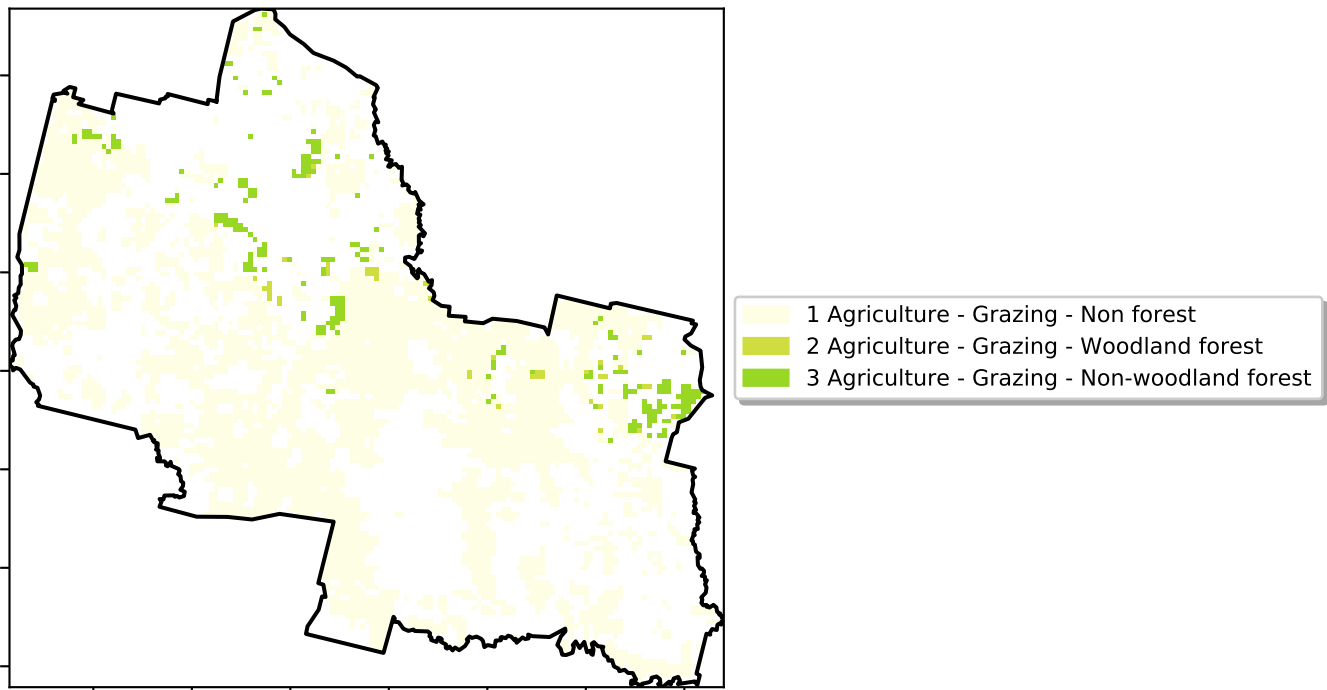 1 Agriculture - Grazing - Non forest
2 Agriculture - Grazing - Woodland forest
3 Agriculture - Grazing - Non-woodland forest